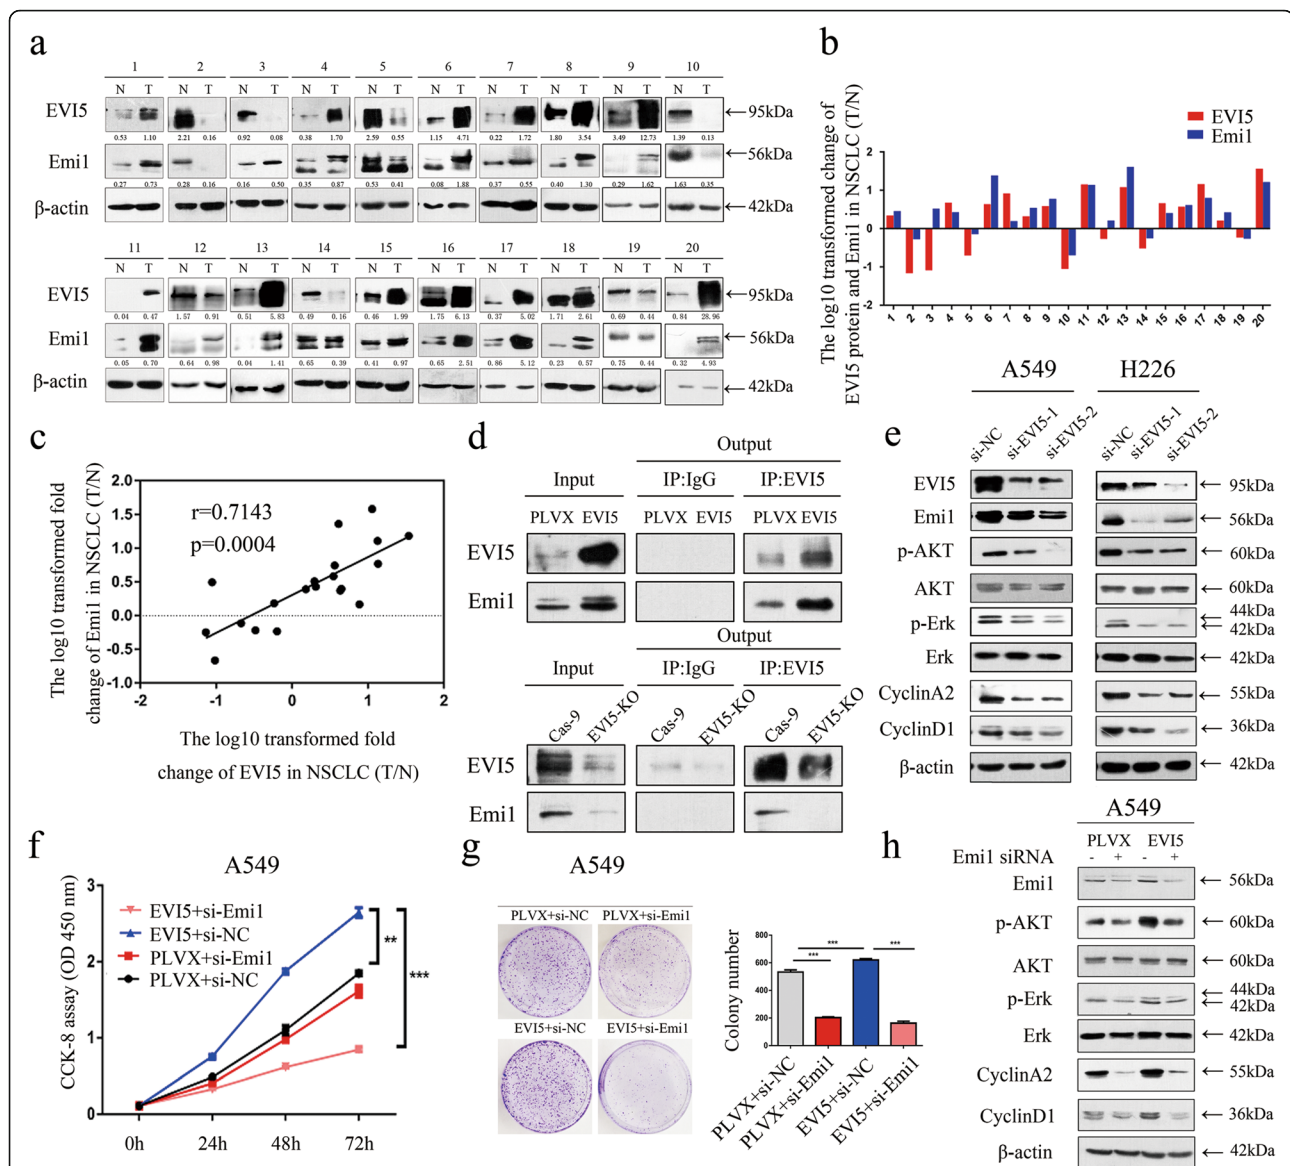 a
1 2 3 4 5 6 7 8 9 10
N T N T N T N T N T N T N T N T N T N T
EVI5 ←95kDa
0.53 1.10 2.21 0.16 0.92 0.08 0.38 1.70 2.59 0.55 1.15 4.71 0.22 1.72 1.80 3.54 3.49 12.73 1.39 0.13
Emi1 ←56kDa
0.27 0.73 0.28 0.16 0.16 0.50 0.35 0.87 0.53 0.41 0.08 1.88 0.37 0.55 0.40 1.30 0.29 1.62 1.63 0.35
β-actin ←42kDa
11 12 13 14 15 16 17 18 19 20
N T N T N T N T N T N T N T N T N T N T
EVI5 ←95kDa
0.04 0.47 1.57 0.91 0.51 5.83 0.49 0.16 0.46 1.99 1.75 6.13 0.37 5.02 1.71 2.61 0.69 0.44 0.84 28.96
Emi1 ←56kDa
0.05 0.70 0.64 0.98 0.04 1.41 0.65 0.39 0.41 0.97 0.65 2.51 0.86 5.12 0.23 0.57 0.75 0.44 0.32 4.93
β-actin ←42kDa
b
The log10 transformed change of
EVI5 protein and Emi1 in NSCLC (T/N)
EVI5
Emi1
2
1
0
-1
-2
1 2 3 4 5 6 7 8 9 10 11 12 13 14 15 16 17 18 19 20
c
The log10 transformed fold
change of Emi1 in NSCLC (T/N)
2.0
1.5
1.0
0.5
0.0
-0.5
-1.0
r=0.7143
p=0.0004
-2 -1 0 1 2
The log10 transformed fold
change of EVI5 in NSCLC (T/N)
d
Output
Input IP:IgG IP:EVI5
PLVX EVI5 PLVX EVI5 PLVX EVI5
EVI5
Emi1
Output
Input IP:IgG IP:EVI5
Cas-9 EVI5-KO Cas-9 EVI5-KO Cas-9 EVI5-KO
EVI5
Emi1
e
A549 H226
si-NC si-EVI5-1 si-EVI5-2 si-NC si-EVI5-1 si-EVI5-2
EVI5 ←95kDa
Emi1 ←56kDa
p-AKT ←60kDa
AKT ←60kDa
p-Erk ←44kDa
←42kDa
Erk ←42kDa
CyclinA2 ←55kDa
CyclinD1 ←36kDa
β-actin ←42kDa
f
A549
CCK-8 assay (OD 450 nm)
3
2
1
0
EVI5+si-Emi1
EVI5+si-NC
PLVX+si-Emi1
PLVX+si-NC
**
***
0h 24h 48h 72h
g
A549
PLVX+si-NC PLVX+si-Emi1
EVI5+si-NC EVI5+si-Emi1
Colony number
800
600
400
200
0
***
*** ***
PLVX+si-NC PLVX+si-Emi1 EVI5+si-NC EVI5+si-Emi1
h
A549
PLVX EVI5
Emi1 siRNA - + - +
Emi1 ←56kDa
p-AKT ←60kDa
AKT ←60kDa
p-Erk ←44kDa
←42kDa
Erk ←42kDa
CyclinA2 ←55kDa
CyclinD1 ←36kDa
β-actin ←42kDa